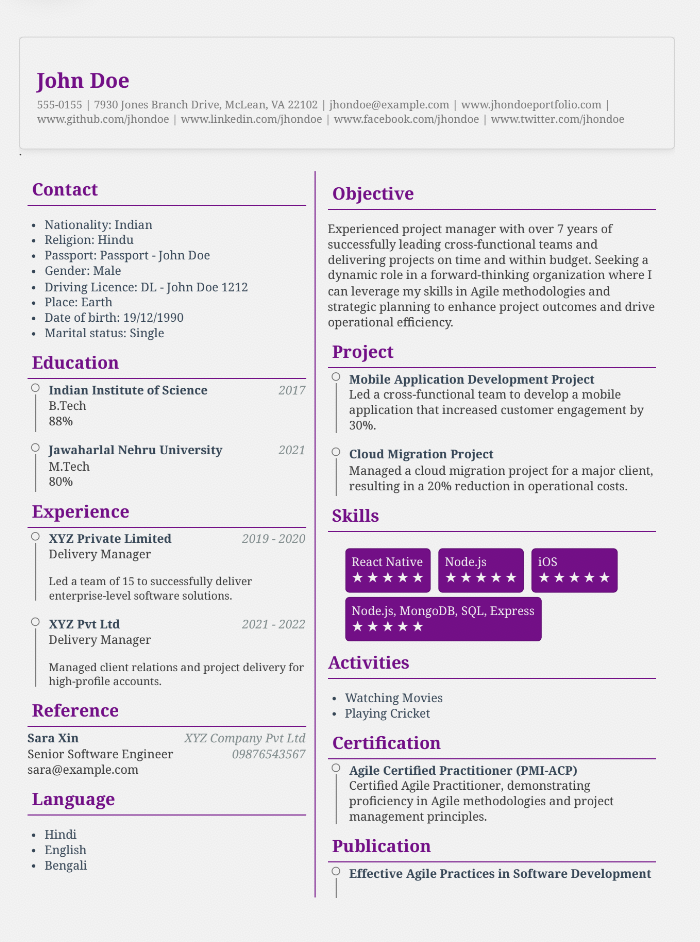 John Doe
555-0155 | 7930 Jones Branch Drive, McLean, VA 22102 | jhondoe@example.com | www.jhondoeportfolio.com |
www.github.com/jhondoe | www.linkedin.com/jhondoe | www.facebook.com/jhondoe | www.twitter.com/jhondoe
.
Contact
• Nationality: Indian
• Religion: Hindu
• Passport: Passport - John Doe
• Gender: Male
• Driving Licence: DL - John Doe 1212
• Place: Earth
• Date of birth: 19/12/1990
• Marital status: Single
Education
Indian Institute of Science 2017
B.Tech
88%
Jawaharlal Nehru University 2021
M.Tech
80%
Experience
XYZ Private Limited 2019 - 2020
Delivery Manager
Led a team of 15 to successfully deliver
enterprise-level software solutions.
XYZ Pvt Ltd 2021 - 2022
Delivery Manager
Managed client relations and project delivery for
high-profile accounts.
Reference
Sara Xin XYZ Company Pvt Ltd
Senior Software Engineer 09876543567
sara@example.com
Language
• Hindi
• English
• Bengali
Objective
Experienced project manager with over 7 years of
successfully leading cross-functional teams and
delivering projects on time and within budget. Seeking a
dynamic role in a forward-thinking organization where I
can leverage my skills in Agile methodologies and
strategic planning to enhance project outcomes and drive
operational efficiency.
Project
Mobile Application Development Project
Led a cross-functional team to develop a mobile
application that increased customer engagement by
30%.
Cloud Migration Project
Managed a cloud migration project for a major client,
resulting in a 20% reduction in operational costs.
Skills
React Native Node.js iOS
★★★★★ ★★★★★ ★★★★★
Node.js, MongoDB, SQL, Express
★★★★★
Activities
• Watching Movies
• Playing Cricket
Certification
Agile Certified Practitioner (PMI-ACP)
Certified Agile Practitioner, demonstrating
proficiency in Agile methodologies and project
management principles.
Publication
Effective Agile Practices in Software Development